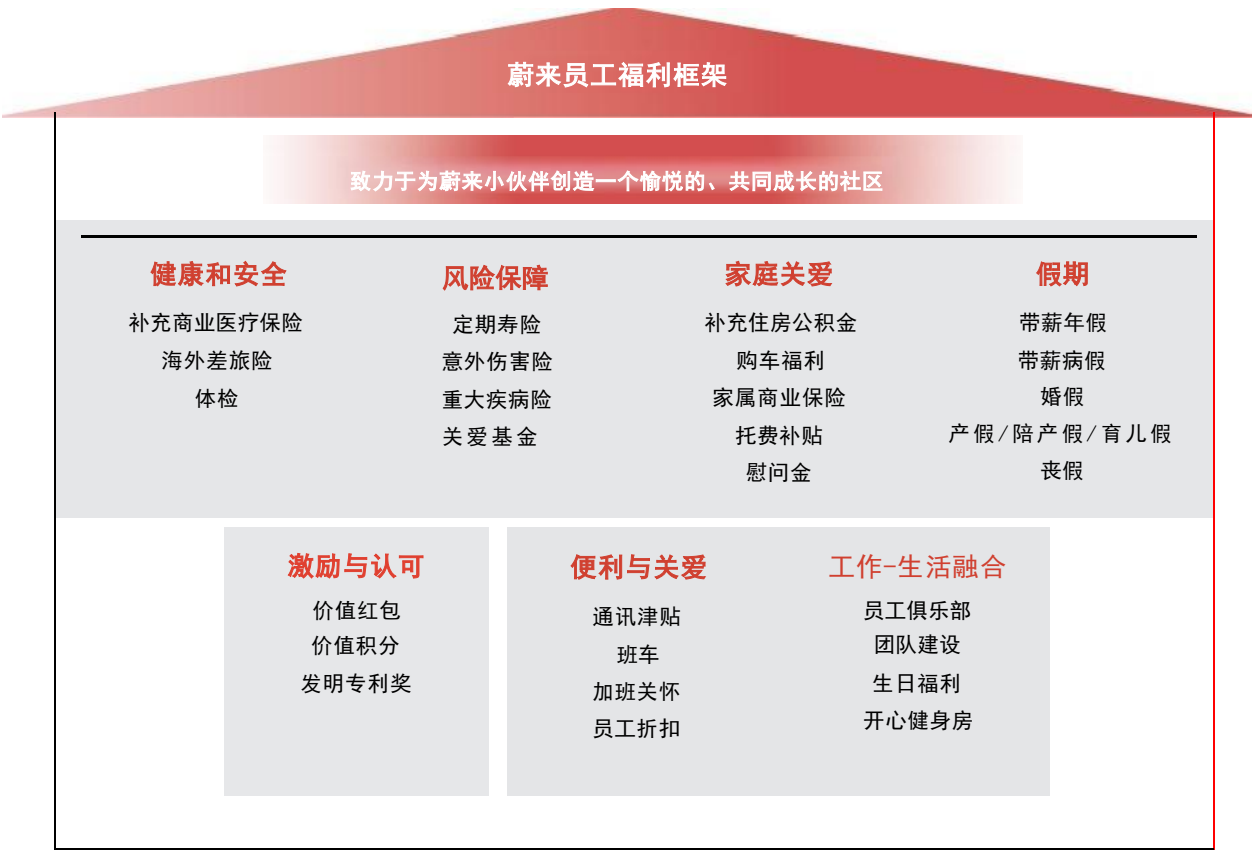 蔚来员工福利框架
致力于为蔚来小伙伴创造一个愉悦的、共同成长的社区
健康和安全
补充商业医疗保险
海外差旅险
体检
风险保障
定期寿险
意外伤害险
重大疾病险
关爱基金
家庭关爱
补充住房公积金
购车福利
家属商业保险
托费补贴
慰问金
假期
带薪年假
带薪病假
婚假
产假/陪产假/育儿假
丧假
激励与认可
价值红包
价值积分
发明专利奖
便利与关爱
通讯津贴
班车
加班关怀
员工折扣
工作-生活融合
员工俱乐部
团队建设
生日福利
开心健身房